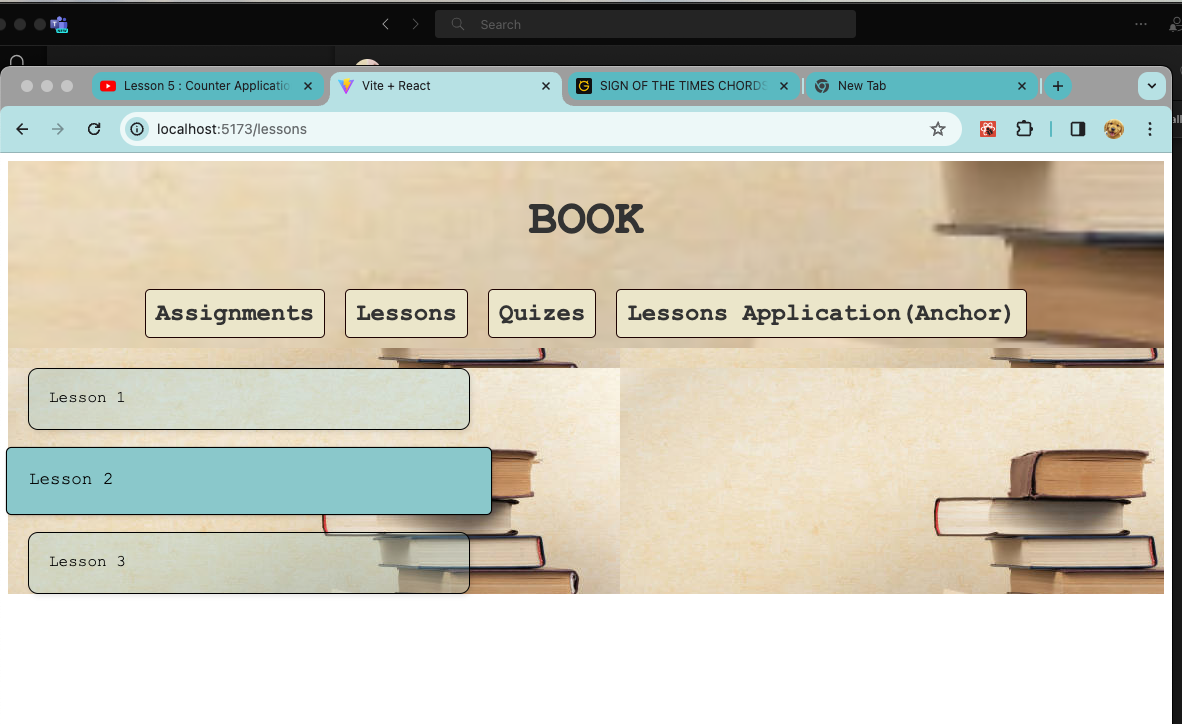 Search
Lesson 5 : Counter Applicatio
Vite + React
SIGN OF THE TIMES CHORDS
New Tab
localhost:5173/lessons
BOOK
Assignments
Lessons
Quizes
Lessons Application(Anchor)
Lesson 1
Lesson 2
Lesson 3